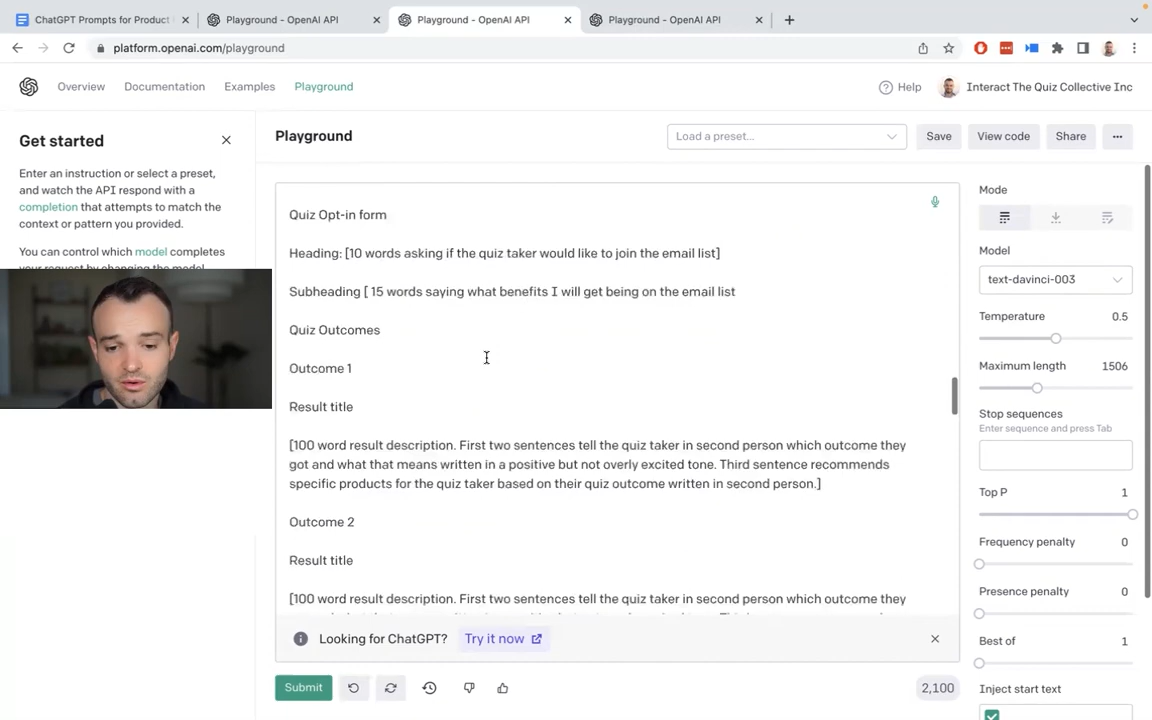 ChatGPT Prompts for Product
Playground - OpenAI API
Playground - OpenAI API
Playground - OpenAI API
platform.openai.com/playground
Overview
Documentation
Examples
Playground
Help
Interact The Quiz Collective Inc
Get started
Enter an instruction or select a preset,
and watch the API respond with a
completion that attempts to match the
context or pattern you provided.
You can control which model completes
your request by changing the model.
Playground
Load a preset...
Save
View code
Share
Quiz Opt-in form
Heading: [10 words asking if the quiz taker would like to join the email list]
Subheading [ 15 words saying what benefits I will get being on the email list
Quiz Outcomes
Outcome 1
Result title
[100 word result description. First two sentences tell the quiz taker in second person which outcome they
got and what that means written in a positive but not overly excited tone. Third sentence recommends
specific products for the quiz taker based on their quiz outcome written in second person.]
Outcome 2
Result title
[100 word result description. First two sentences tell the quiz taker in second person which outcome they
Looking for ChatGPT?
Try it now
Submit
2,100
Mode
Model
text-davinci-003
Temperature
0.5
Maximum length
1506
Stop sequences
Enter sequence and press Tab
Top P
1
Frequency penalty
0
Presence penalty
0
Best of
1
Inject start text